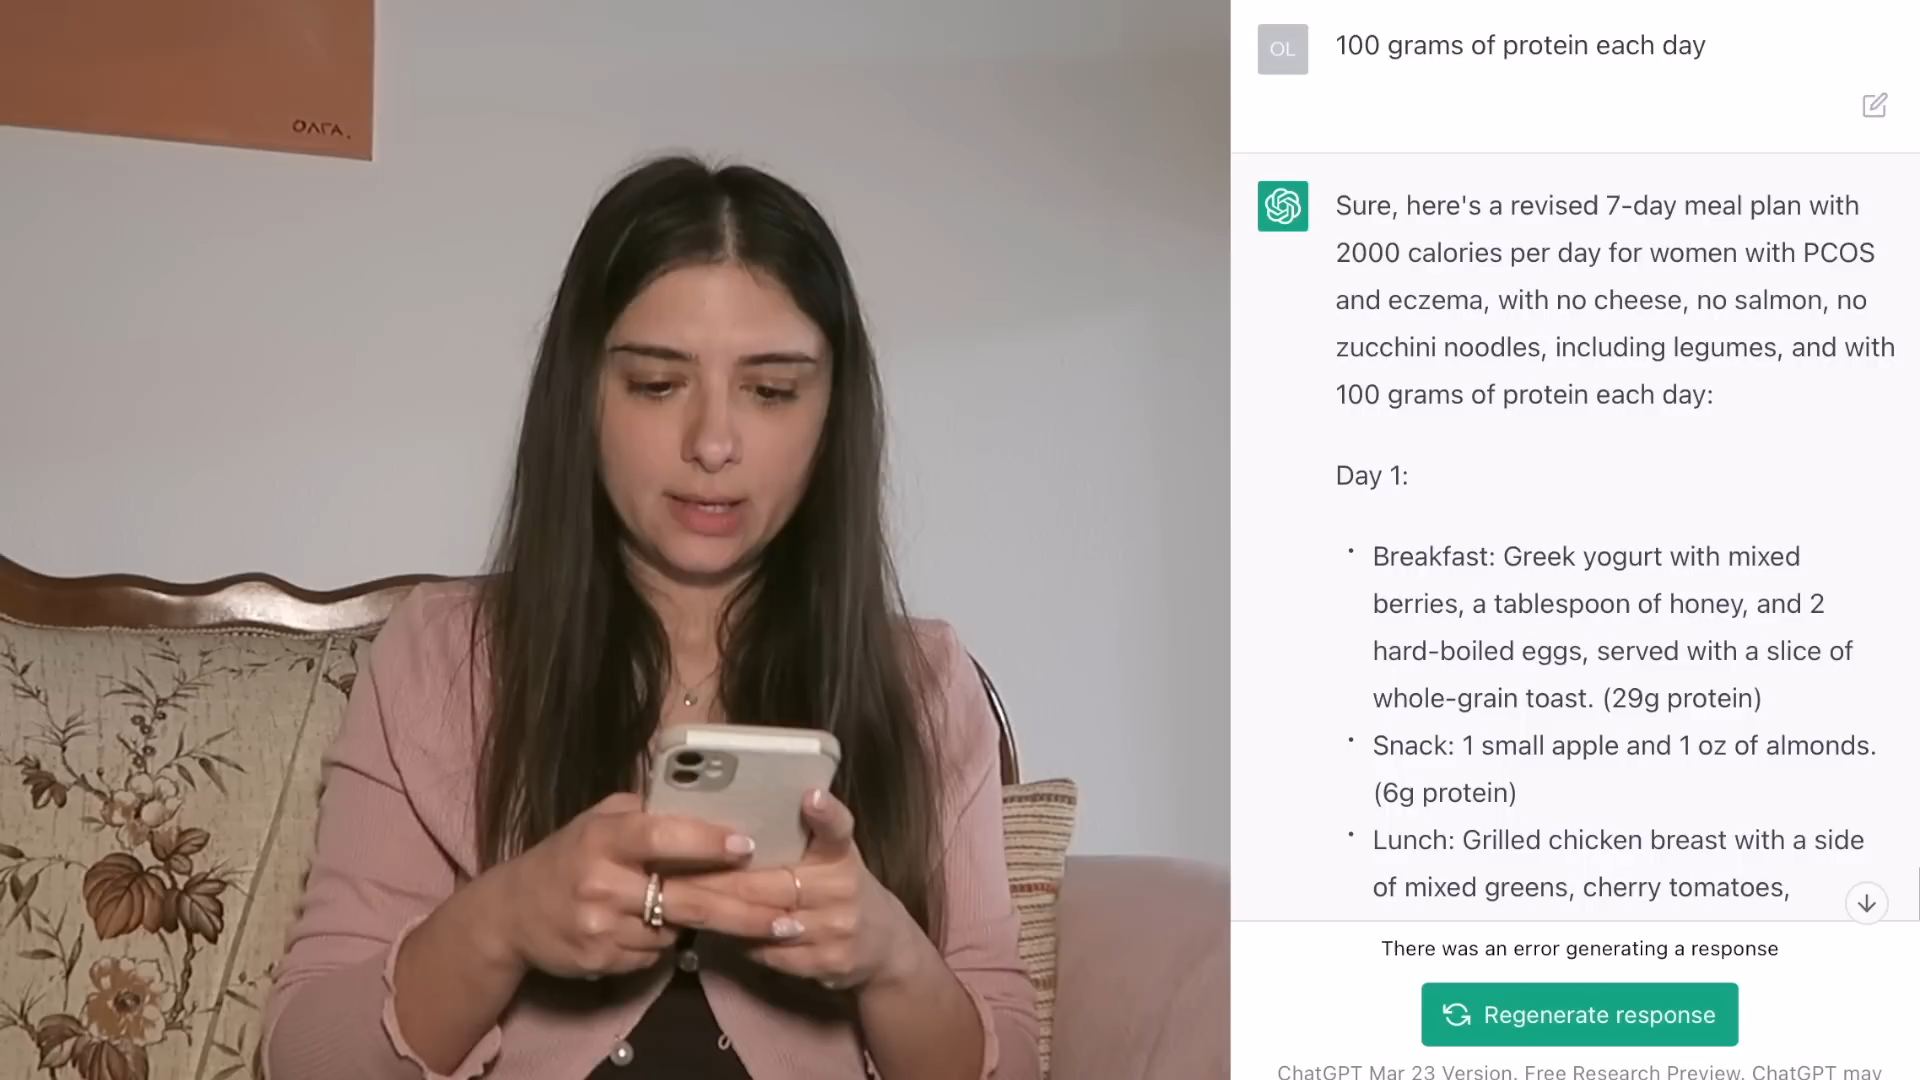 ΟΛΓΑ.
OL
100 grams of protein each day
Sure, here's a revised 7-day meal plan with
2000 calories per day for women with PCOS
and eczema, with no cheese, no salmon, no
zucchini noodles, including legumes, and with
100 grams of protein each day:
Day 1:
• Breakfast: Greek yogurt with mixed
berries, a tablespoon of honey, and 2
hard-boiled eggs, served with a slice of
whole-grain toast. (29g protein)
• Snack: 1 small apple and 1 oz of almonds.
(6g protein)
• Lunch: Grilled chicken breast with a side
of mixed greens, cherry tomatoes,
There was an error generating a response
Regenerate response
ChatGPT Mar 23 Version. Free Research Preview. ChatGPT may